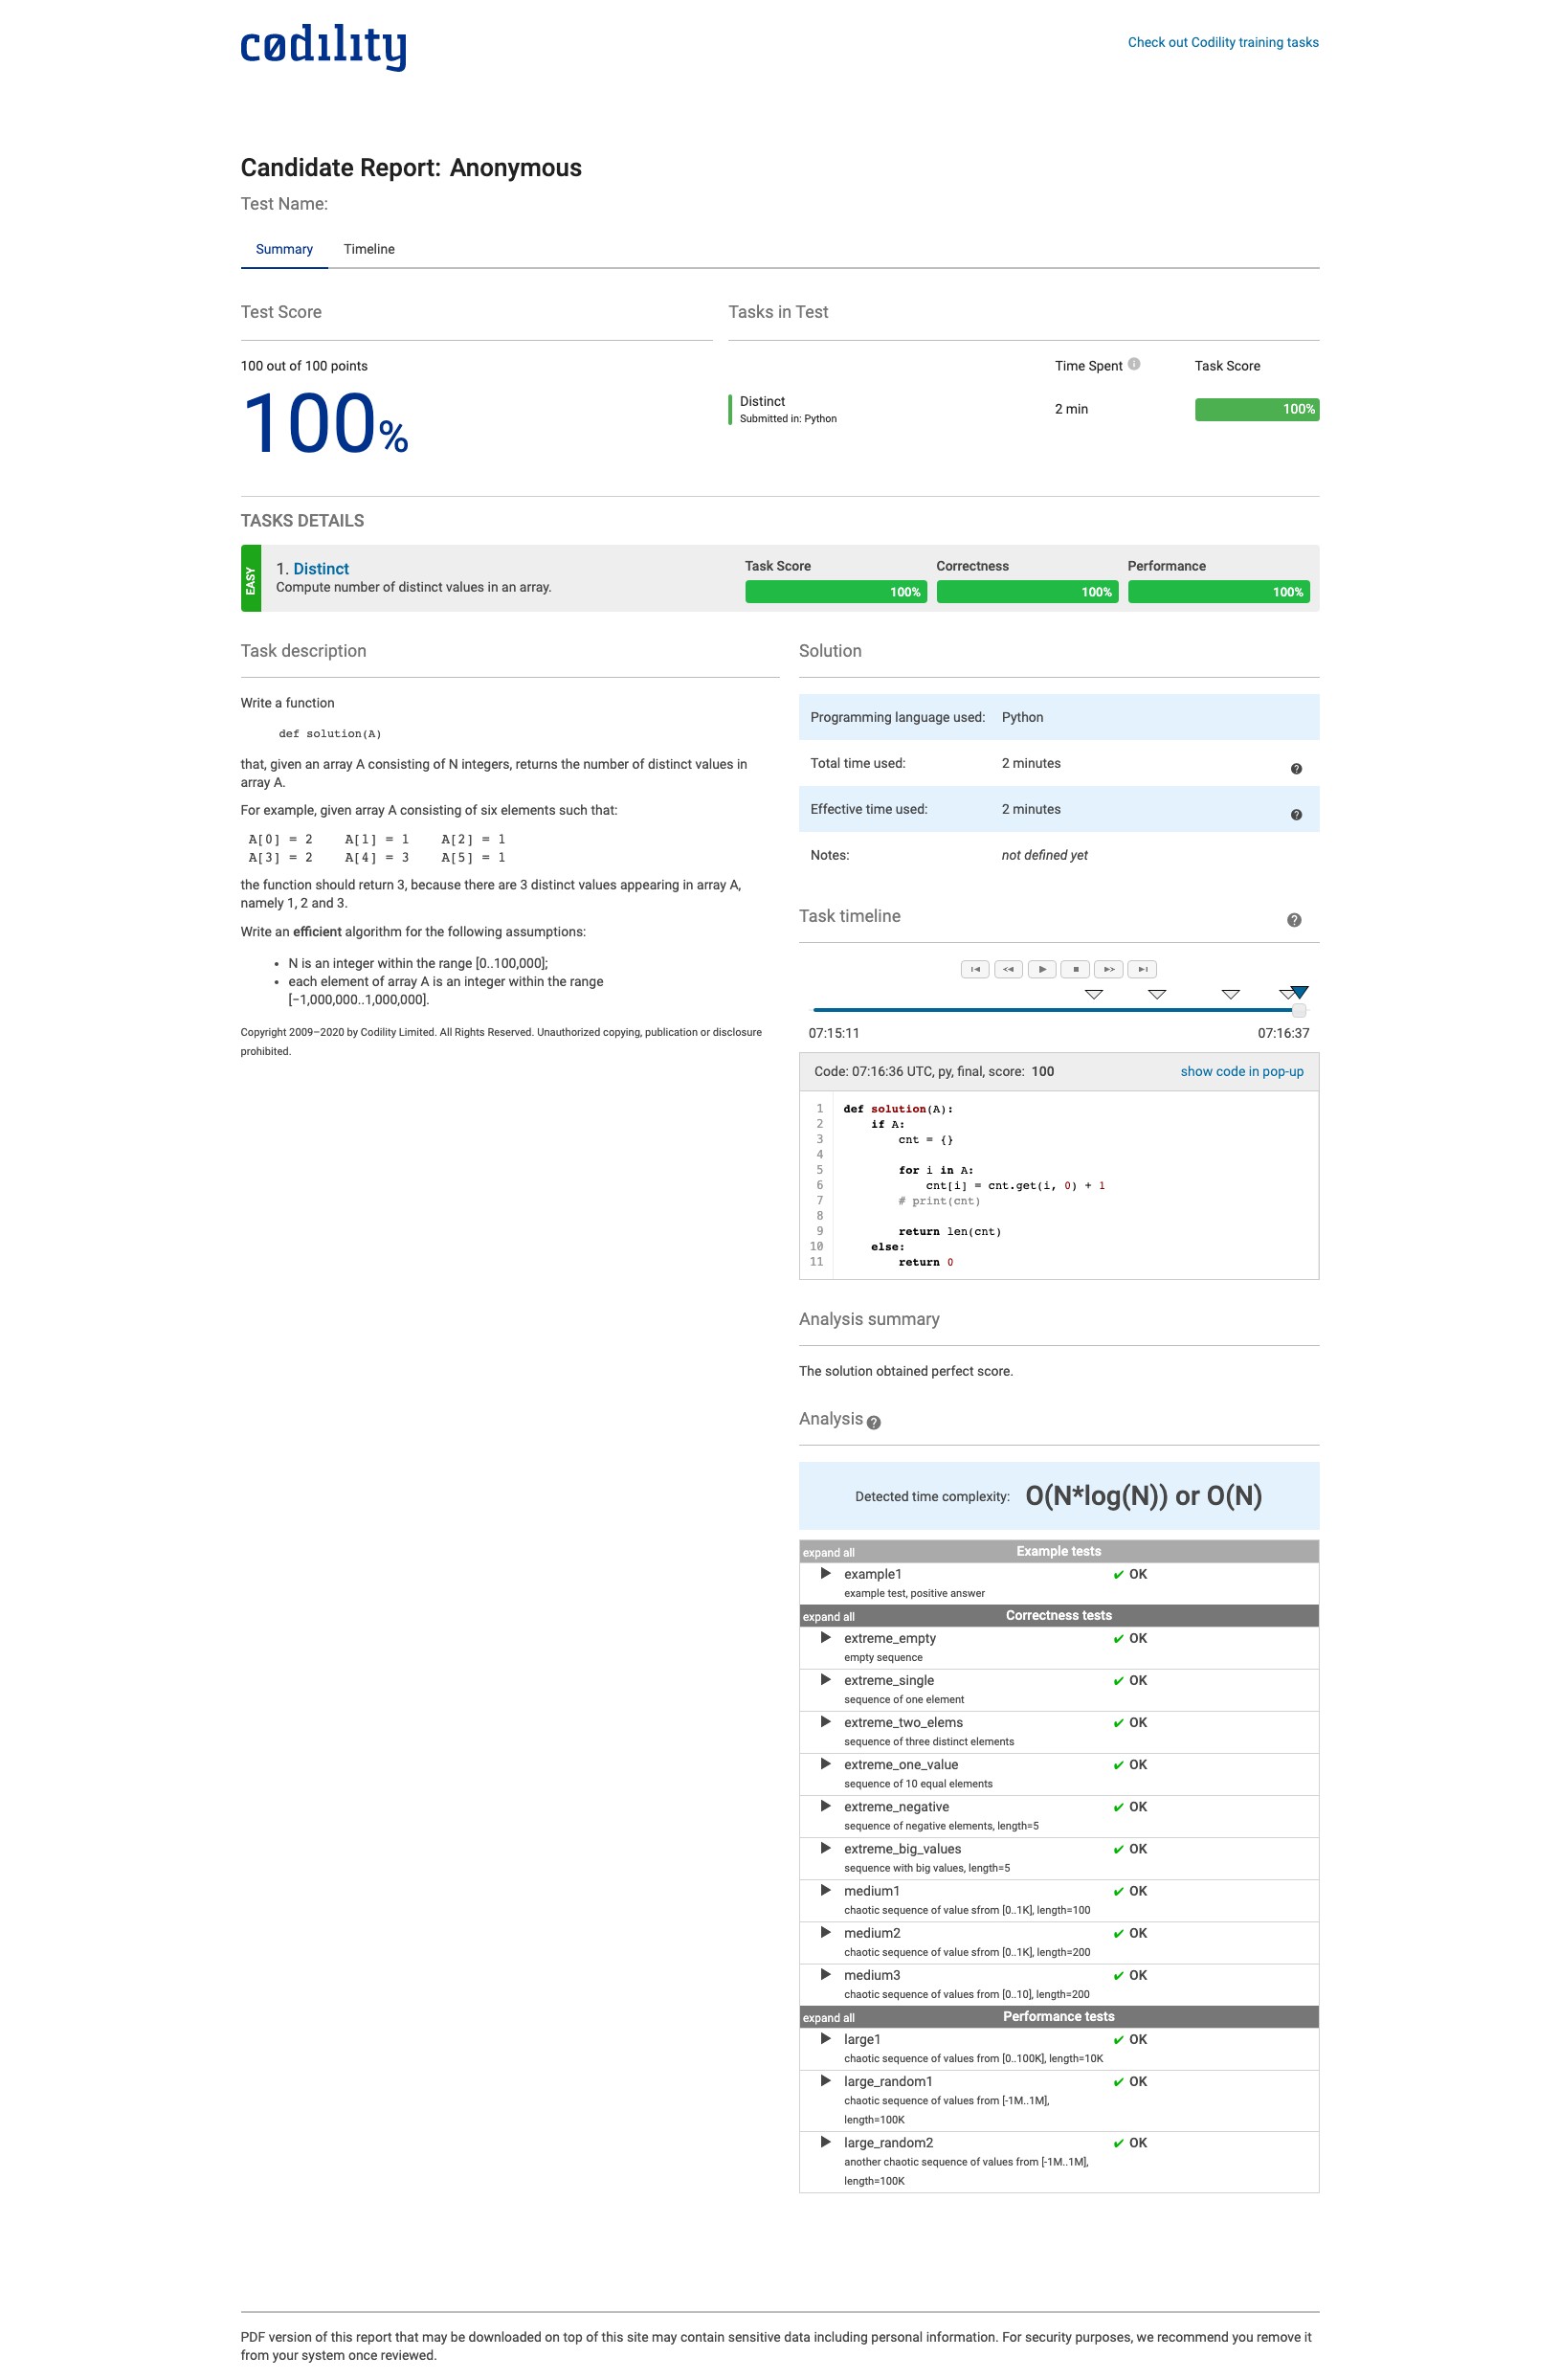 cødility
Check out Codility training tasks
Candidate Report: Anonymous
Test Name:
Summary Timeline
Test Score
100 out of 100 points
100%
Tasks in Test
Time Spent Task Score
Distinct
Submitted in: Python
2 min
100%
TASKS DETAILS
EASY
1. Distinct
Compute number of distinct values in an array.
Task Score
100%
Correctness
100%
Performance
100%
Task description
Write a function
def solution(A)
that, given an array A consisting of N integers, returns the number of distinct values in
array A.
For example, given array A consisting of six elements such that:
A[0] = 2 A[1] = 1 A[2] = 1
A[3] = 2 A[4] = 3 A[5] = 1
the function should return 3, because there are 3 distinct values appearing in array A,
namely 1, 2 and 3.
Write an efficient algorithm for the following assumptions:
• N is an integer within the range [0..100,000];
• each element of array A is an integer within the range
[−1,000,000..1,000,000].
Copyright 2009–2020 by Codility Limited. All Rights Reserved. Unauthorized copying, publication or disclosure
prohibited.
Solution
Programming language used: Python
Total time used: 2 minutes
Effective time used: 2 minutes
Notes: not defined yet
Task timeline
07:15:11 07:16:37
Code: 07:16:36 UTC, py, final, score: 100 show code in pop-up
1 def solution(A):
2 if A:
3 cnt = {}
4
5 for i in A:
6 cnt[i] = cnt.get(i, 0) + 1
7 # print(cnt)
8
9 return len(cnt)
10 else:
11 return 0
Analysis summary
The solution obtained perfect score.
Analysis
Detected time complexity: O(N*log(N)) or O(N)
expand all Example tests
example1 ✔ OK
example test, positive answer
expand all Correctness tests
extreme_empty ✔ OK
empty sequence
extreme_single ✔ OK
sequence of one element
extreme_two_elems ✔ OK
sequence of three distinct elements
extreme_one_value ✔ OK
sequence of 10 equal elements
extreme_negative ✔ OK
sequence of negative elements, length=5
extreme_big_values ✔ OK
sequence with big values, length=5
medium1 ✔ OK
chaotic sequence of value sfrom [0..1K], length=100
medium2 ✔ OK
chaotic sequence of value sfrom [0..1K], length=200
medium3 ✔ OK
chaotic sequence of values from [0..10], length=200
expand all Performance tests
large1 ✔ OK
chaotic sequence of values from [0..100K], length=10K
large_random1 ✔ OK
chaotic sequence of values from [-1M..1M],
length=100K
large_random2 ✔ OK
another chaotic sequence of values from [-1M..1M],
length=100K
PDF version of this report that may be downloaded on top of this site may contain sensitive data including personal information. For security purposes, we recommend you remove it
from your system once reviewed.